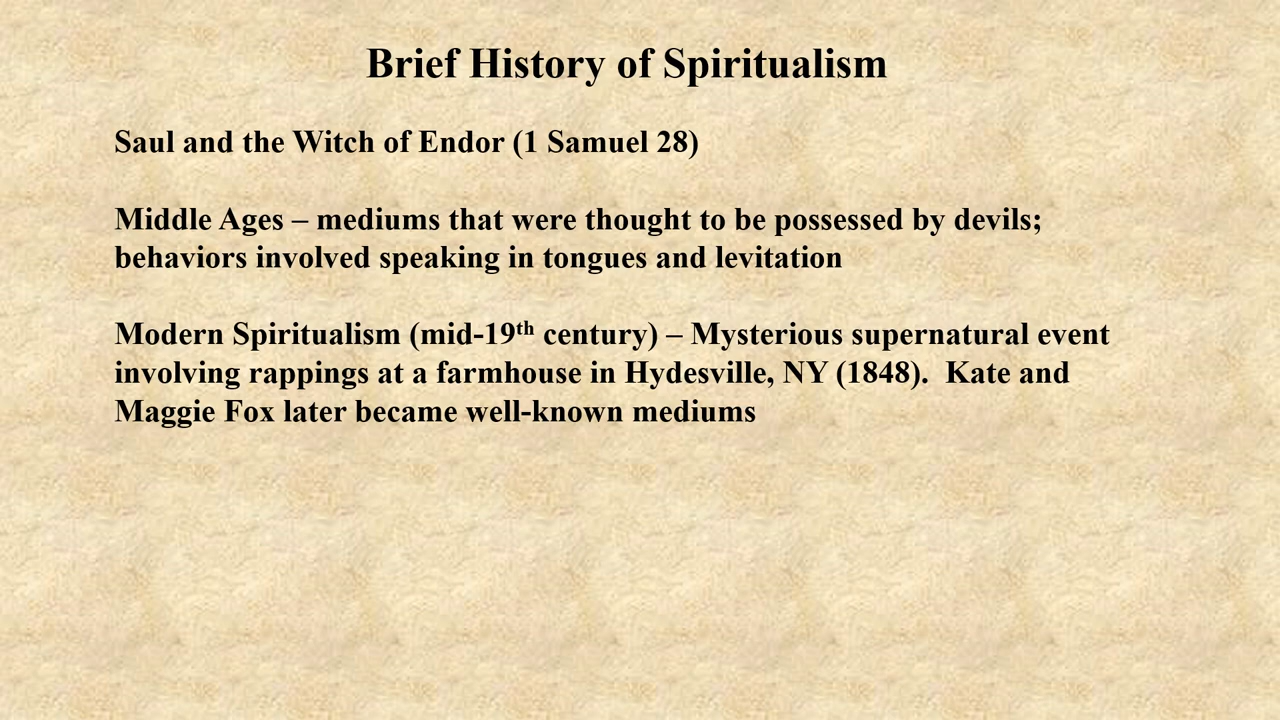 Brief History of Spiritualism
Saul and the Witch of Endor (1 Samuel 28)
Middle Ages – mediums that were thought to be possessed by devils;
behaviors involved speaking in tongues and levitation
Modern Spiritualism (mid-19th century) – Mysterious supernatural event
involving rappings at a farmhouse in Hydesville, NY (1848).  Kate and
Maggie Fox later became well-known mediums